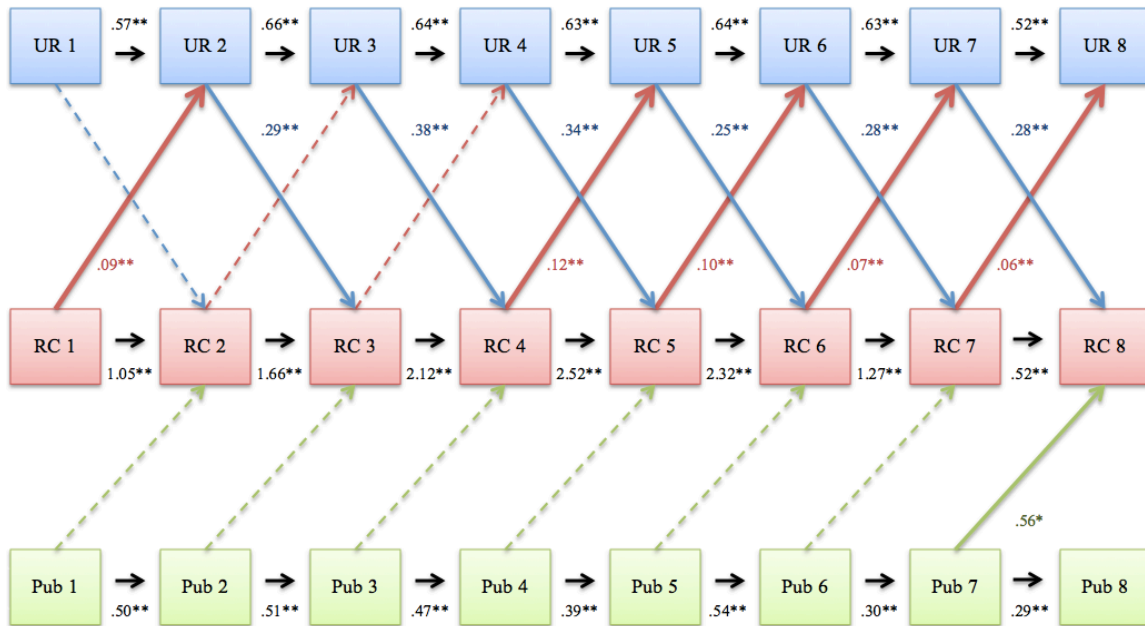 .57** .66** .64** .63** .64** .63** .52**
UR 1 UR 2 UR 3 UR 4 UR 5 UR 6 UR 7 UR 8
.29** .38** .34** .25** .28** .28**
.09** .12** .10** .07** .06**
RC 1 RC 2 RC 3 RC 4 RC 5 RC 6 RC 7 RC 8
1.05** 1.66** 2.12** 2.52** 2.32** 1.27** .52**
.56*
Pub 1 Pub 2 Pub 3 Pub 4 Pub 5 Pub 6 Pub 7 Pub 8
.50** .51** .47** .39** .54** .30** .29**